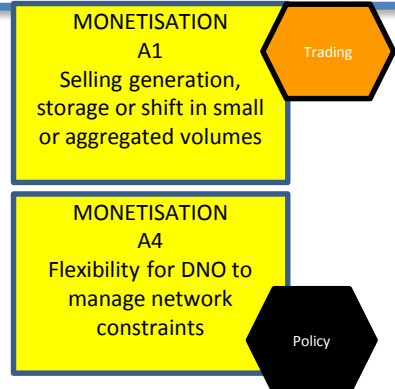 MONETISATION
A1
Selling generation,
storage or shift in small
or aggregated volumes
Trading
MONETISATION
A4
Flexibility for DNO to
manage network
constraints
Policy